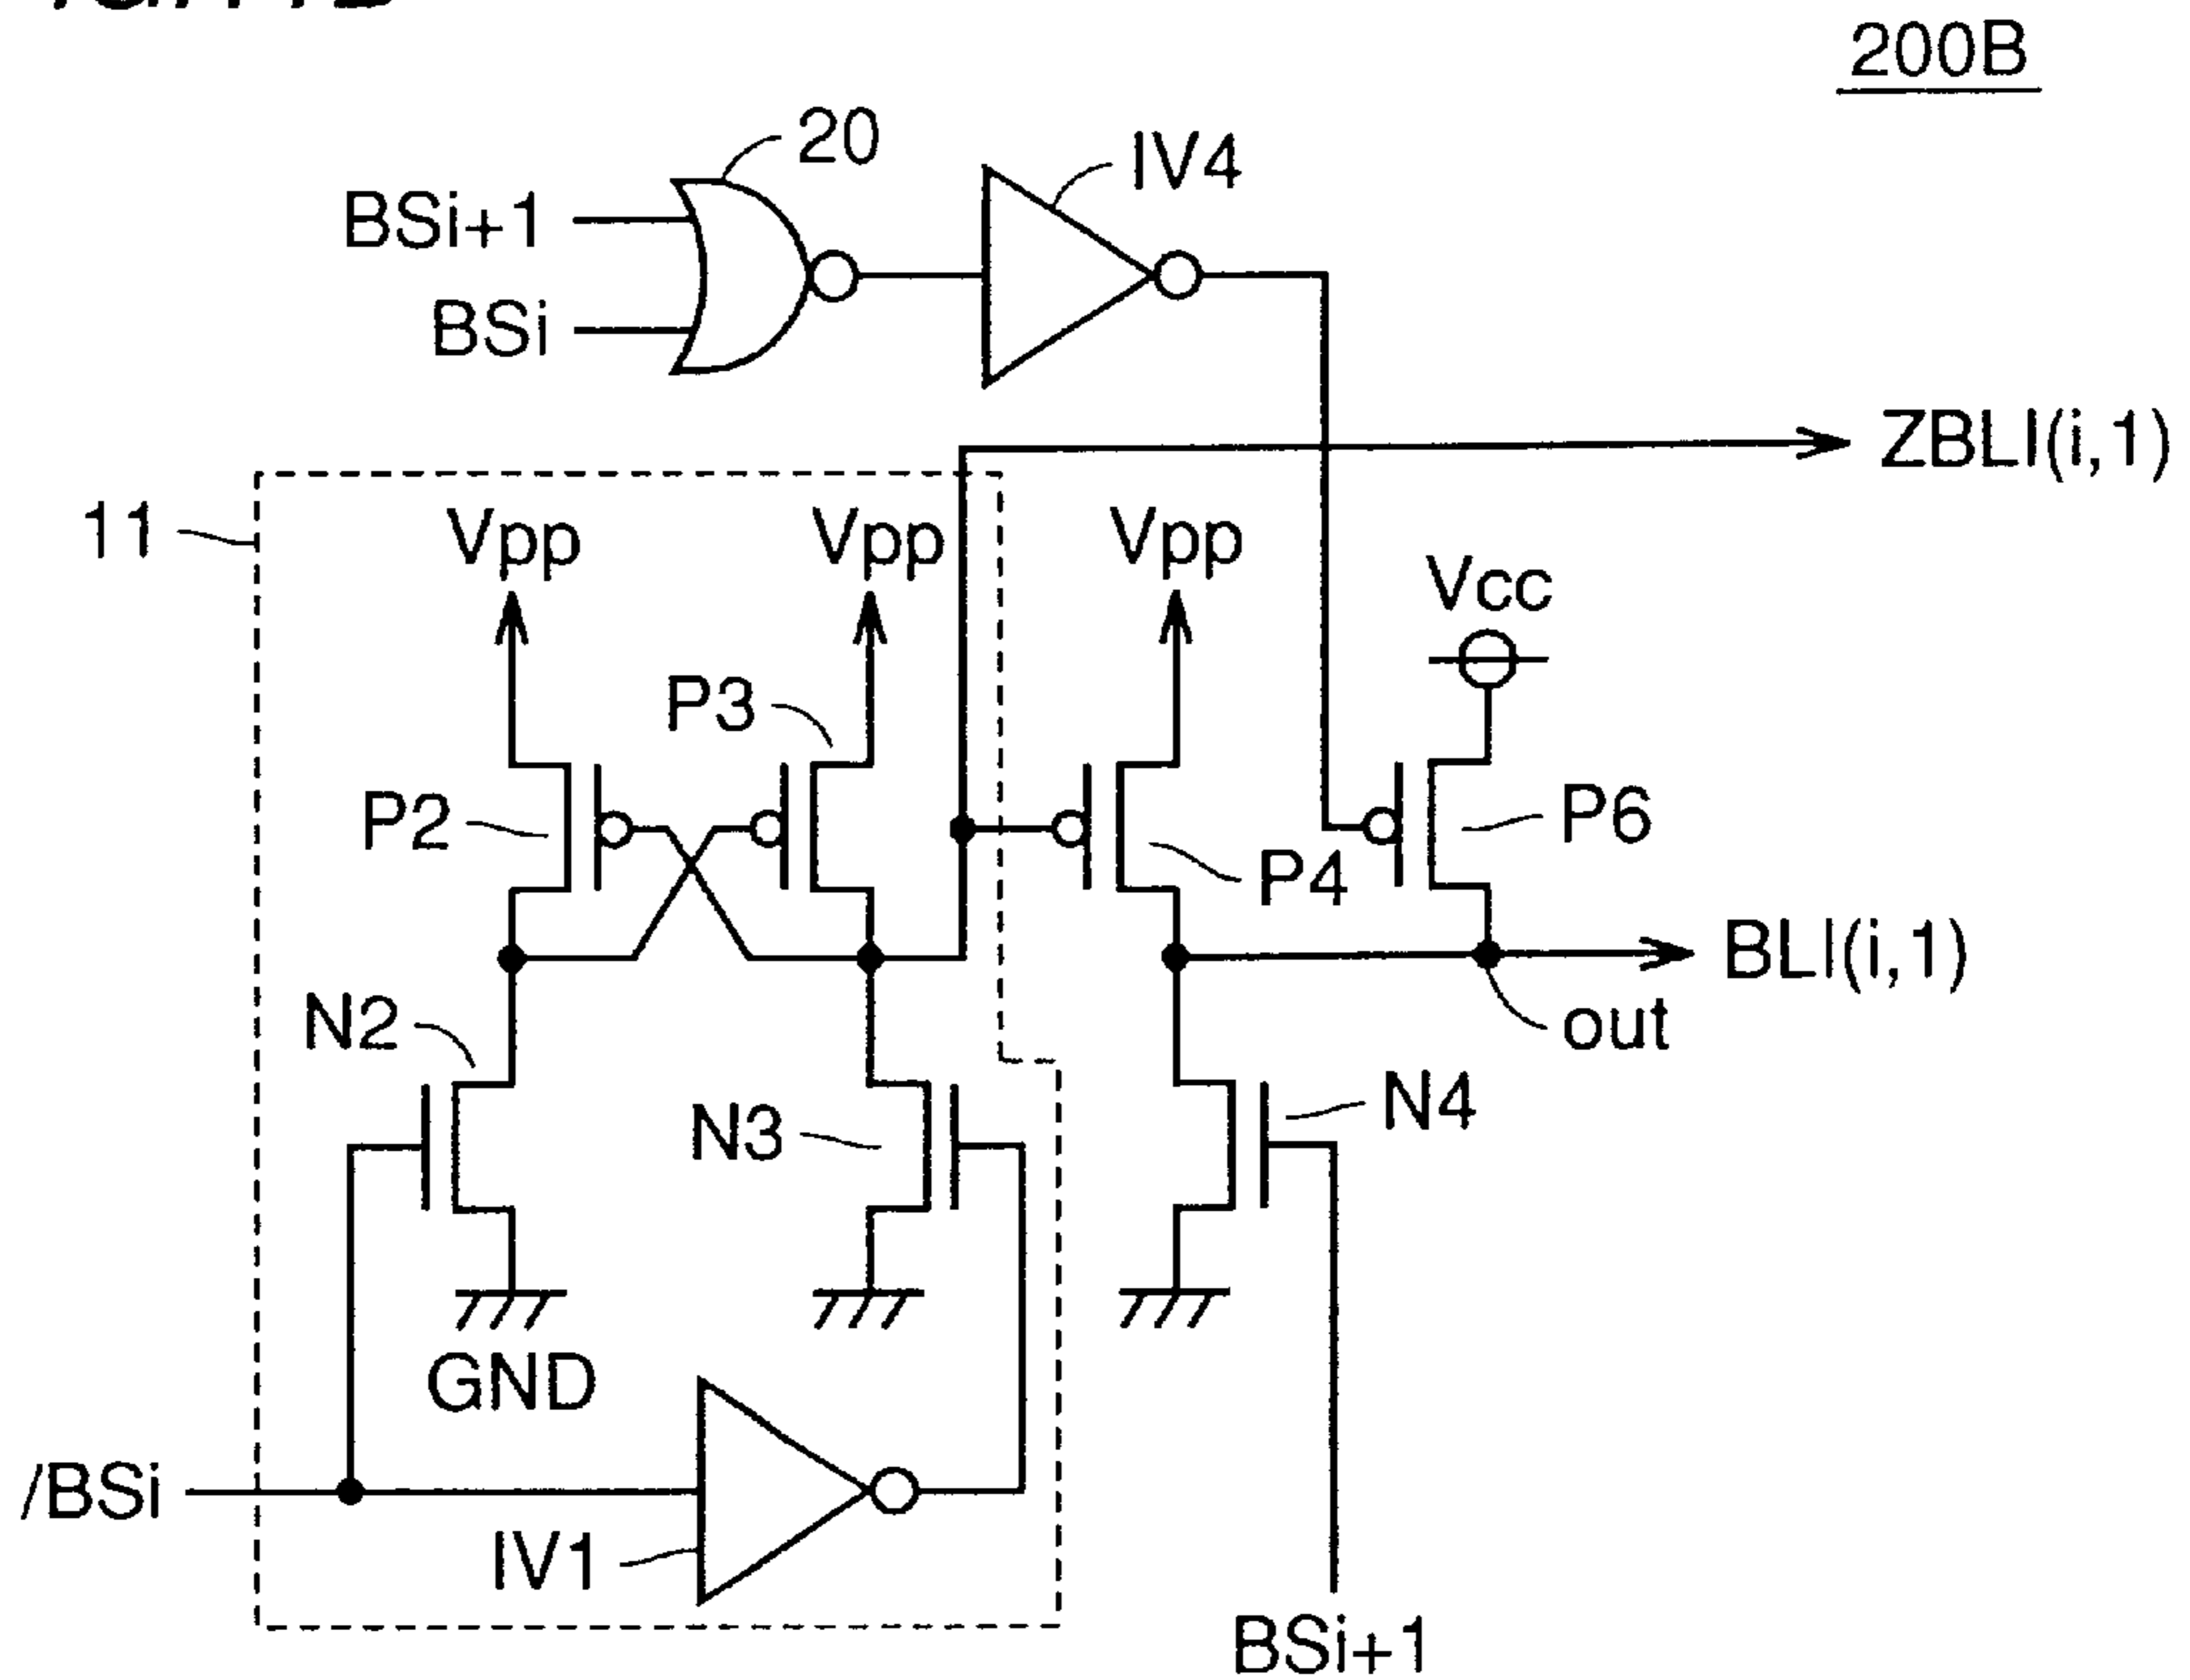 200B
20
IV4
BSi+1
BSi
ZBLI(i,1)
11
Vpp
Vpp
Vpp
Vcc
P3
P2
P6
P4
BLI(i,1)
out
N2
N3
N4
GND
/BSi
IV1
BSi+1